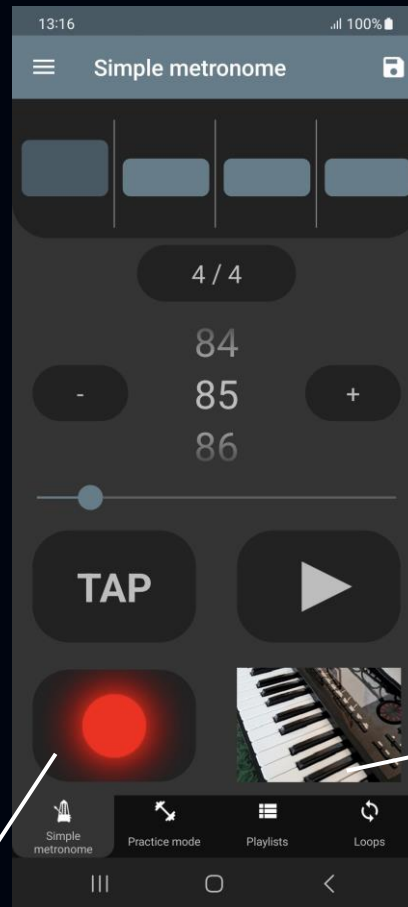 13:16
100%
Simple metronome
4 / 4
84
-
85
+
86
TAP
Simple
metronome
Practice mode
Playlists
Loops